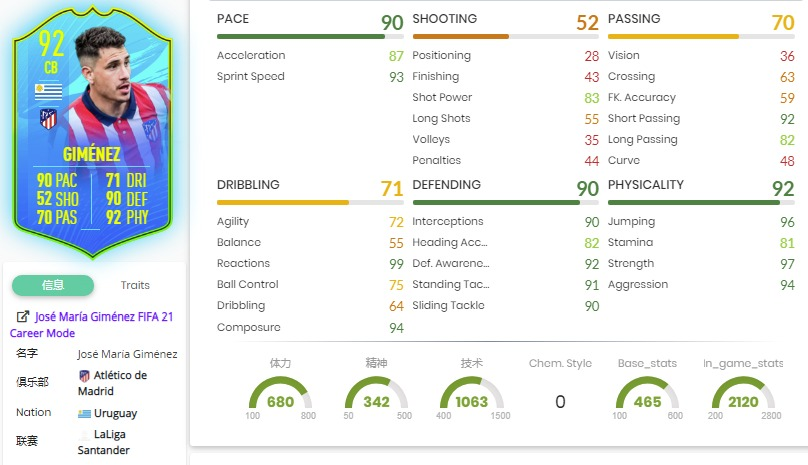 92
CB
GIMÉNEZ
90 PAC 71 DRI
52 SHO 90 DEF
70 PAS 92 PHY
信息 Traits
José María Giménez FIFA 21
Career Mode
名字 José María Giménez
俱乐部 Atlético de
Madrid
Nation Uruguay
联赛 LaLiga
Santander
PACE 90
Acceleration 87
Sprint Speed 93
SHOOTING 52
Positioning 28
Finishing 43
Shot Power 83
Long Shots 55
Volleys 35
Penalties 44
PASSING 70
Vision 36
Crossing 63
FK. Accuracy 59
Short Passing 92
Long Passing 82
Curve 48
DRIBBLING 71
Agility 72
Balance 55
Reactions 99
Ball Control 75
Dribbling 64
Composure 94
DEFENDING 90
Interceptions 90
Heading Acc... 82
Def. Awarene... 92
Standing Tac... 91
Sliding Tackle 90
PHYSICALITY 92
Jumping 96
Stamina 81
Strength 97
Aggression 94
体力
680
100 800
精神
342
50 500
技术
1063
400 1500
Chem. Style
0
Base_stats
465
100 600
In_game_stats
2120
200 2800